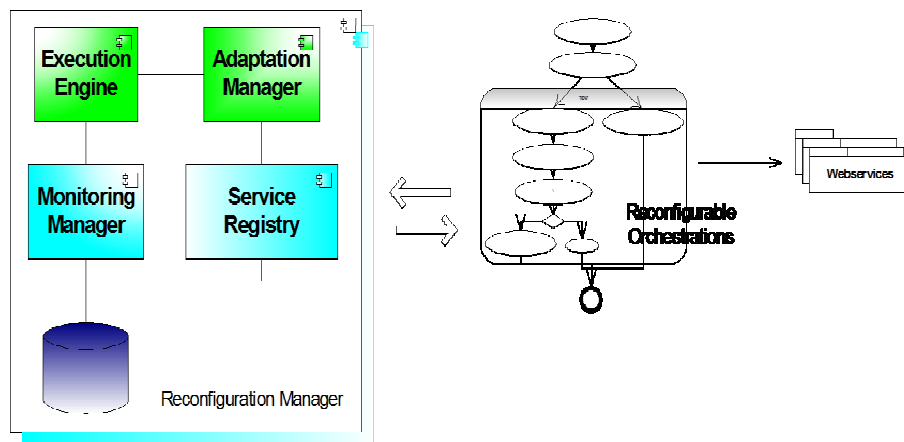 Execution
Engine
Adaptation
Manager
Monitoring
Manager
Service
Registry
Reconfiguration Manager
Reconfigurable
Orchestrations
Webservices